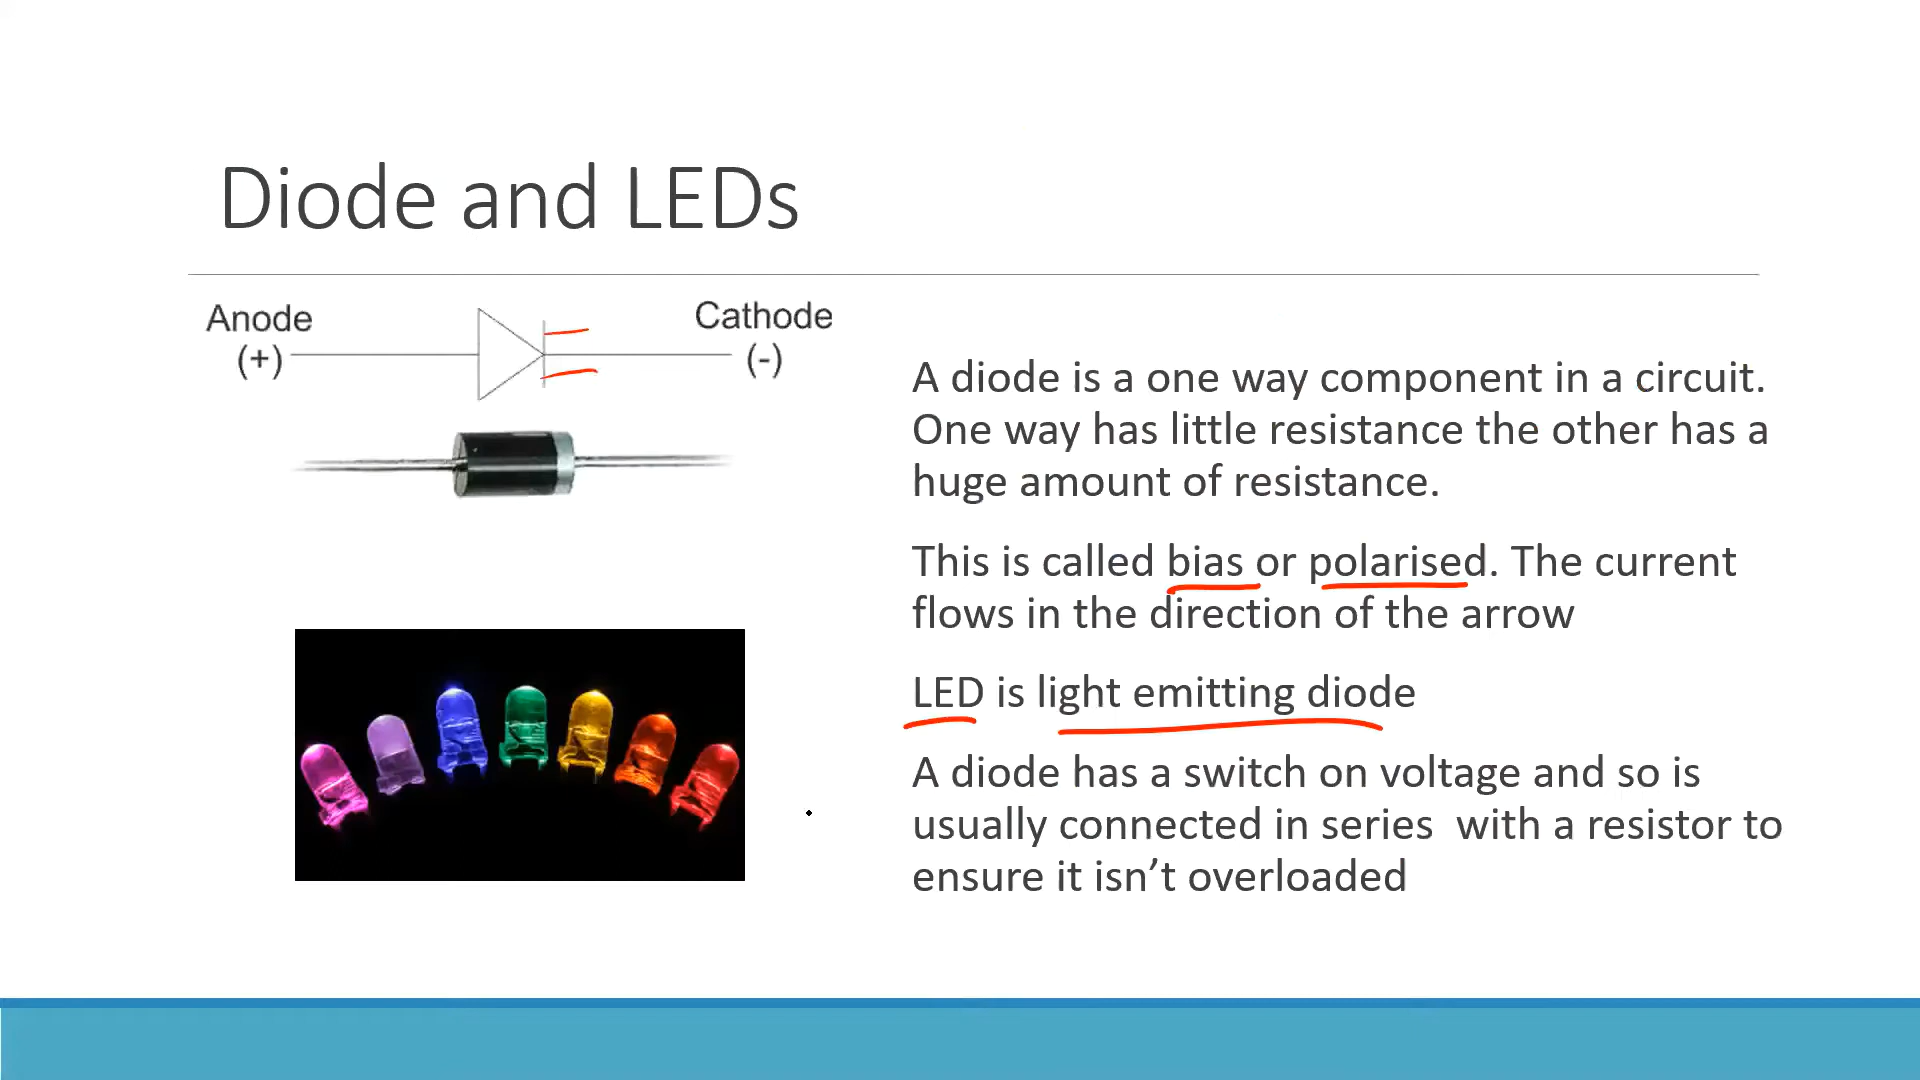 Diode and LEDs
Anode
(+)
Cathode
(-)
A diode is a one way component in a circuit.
One way has little resistance the other has a
huge amount of resistance.
This is called bias or polarised. The current
flows in the direction of the arrow
LED is light emitting diode
A diode has a switch on voltage and so is
usually connected in series  with a resistor to
ensure it isn’t overloaded